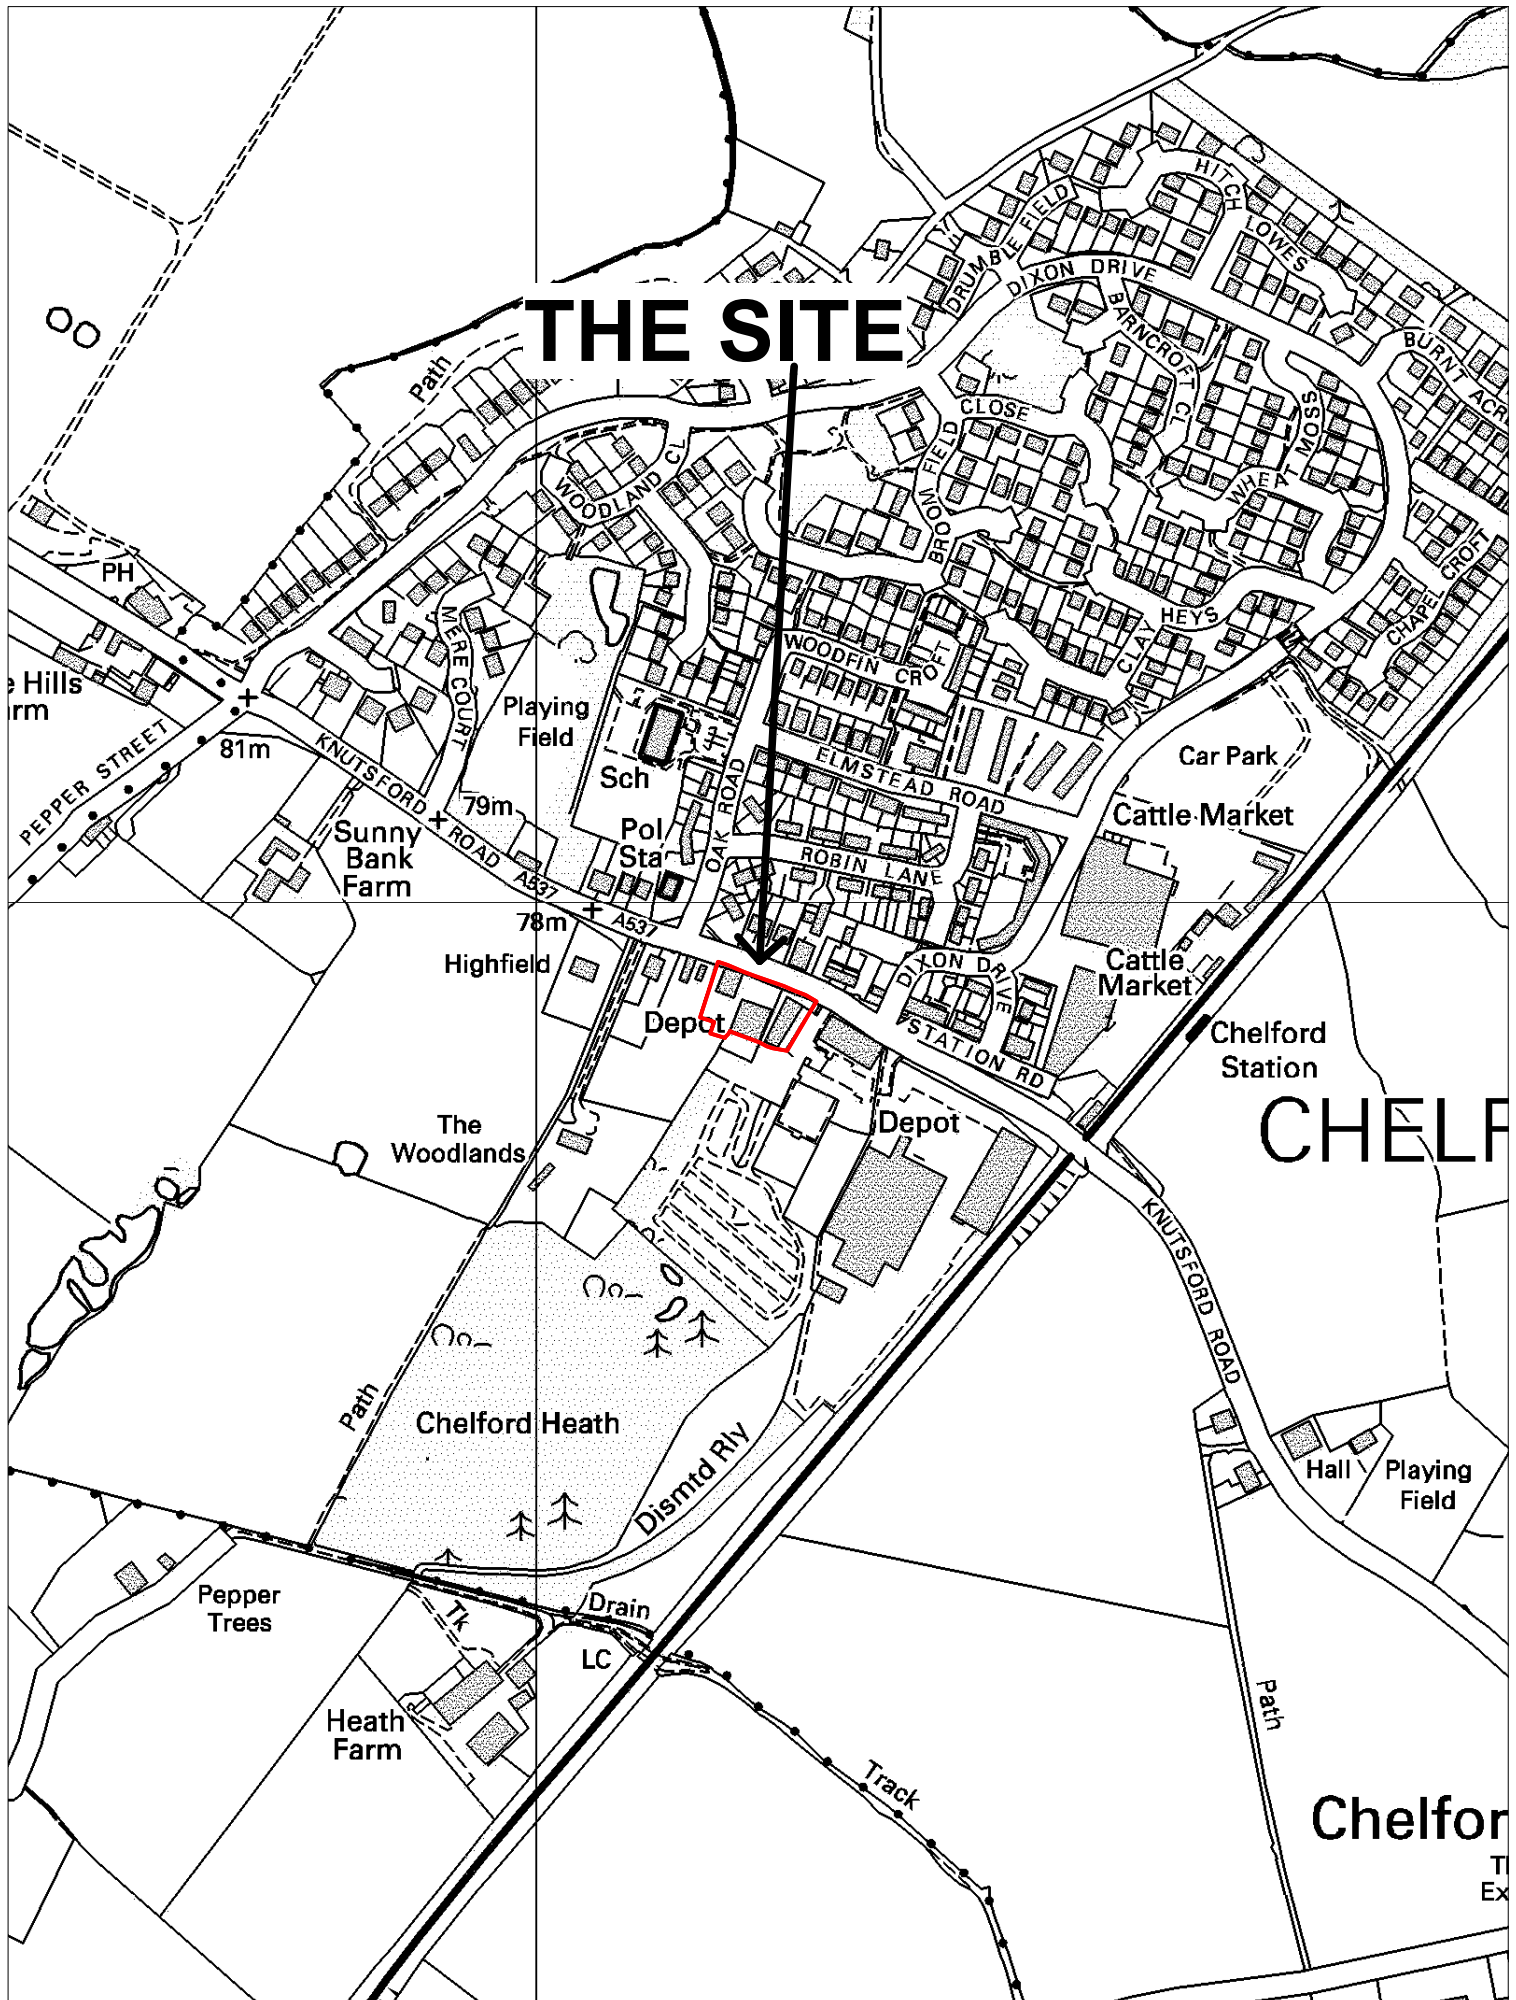 HITCH
LOWES
DRUMBLE FIELD
DIXON DRIVE
THE SITE
BARNCROFT CL
BURNT ACR
Path
CLOSE
BROOMFIELD
WHEAT MOSS
WOODLAND CL
PH
CHAPEL CROFT
CLAY HEYS
MERE COURT
WOODFIN CROFT
e Hills
rm
Playing
Field
PEPPER STREET
81m
KNUTSFORD ROAD A537
Sch
ELMSTEAD ROAD
Car Park
Cattle Market
79m
Sunny
Bank
Farm
Pol
Sta
OAK ROAD
ROBIN LANE
78m
A537
Highfield
DIXON DRIVE
Cattle
Market
Depot
STATION RD
Chelford
Station
CHELF
Depot
The
Woodlands
KNUTSFORD ROAD
Path
Chelford Heath
Dismtd Rly
Hall
Playing
Field
Pepper
Trees
Tk
Drain
LC
Heath
Farm
Path
Track
Chelfor
Ex